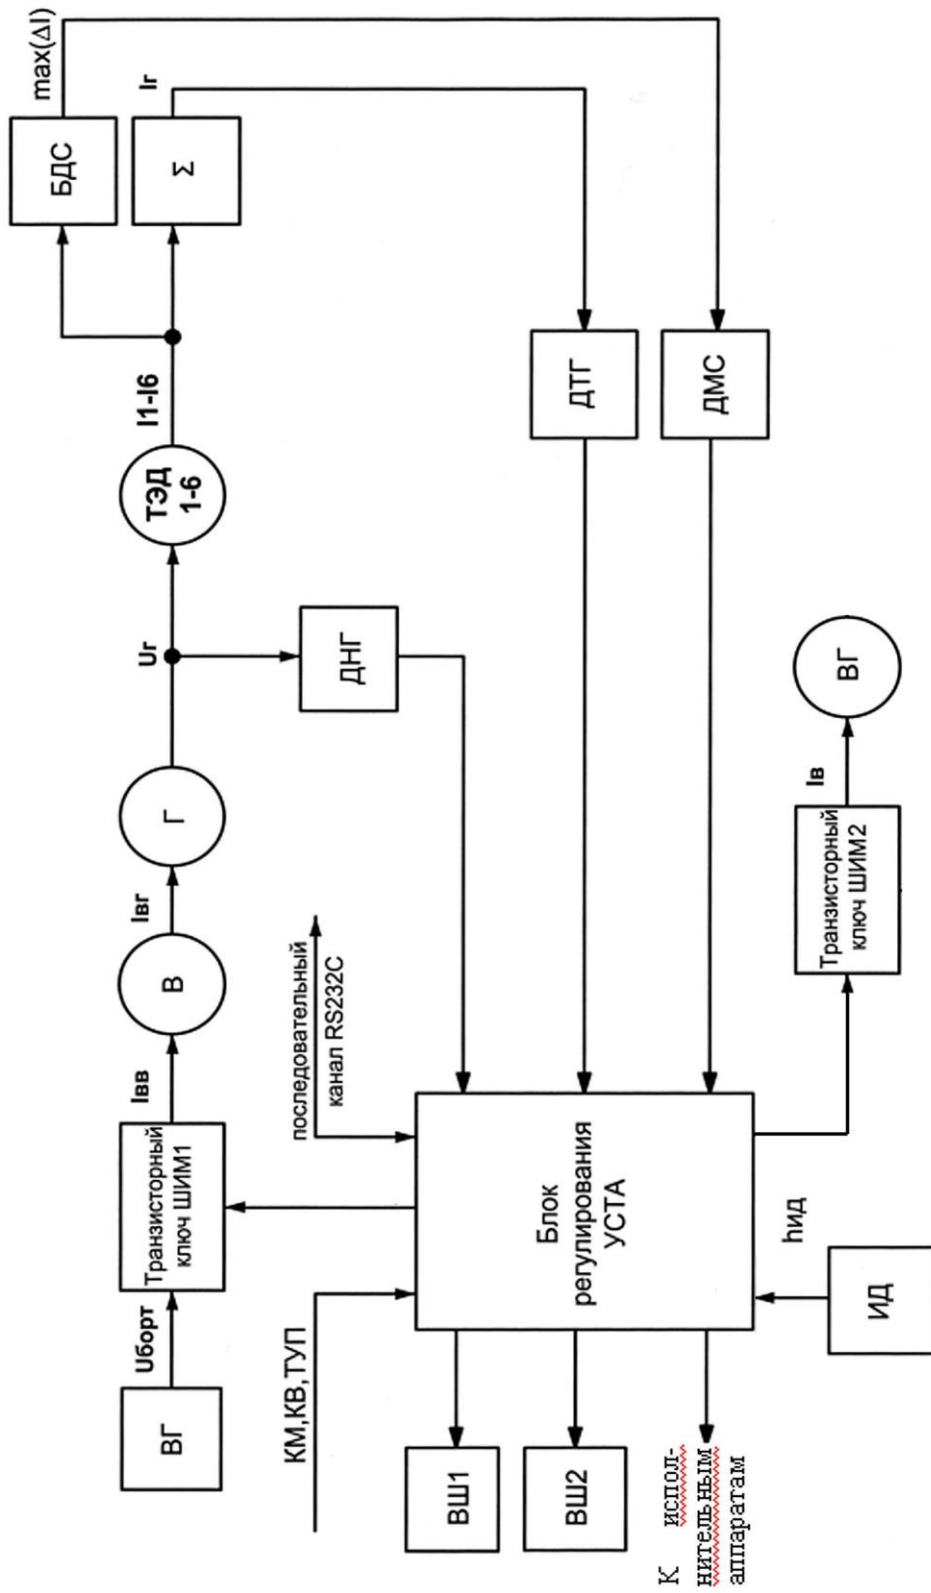 ВГ
Uборт
Транзисторный
ключ ШИМ1
Iвв
В
Iвг
Г
Uг
ТЭД
1-6
I1-I6
БДС
max(ΔI)
Σ
Iг
КМ,КВ,ТУП
последовательный
канал RS232C
ДНГ
ДТГ
ДМС
ВШ1
ВШ2
К испол-
нительным
аппаратам
Блок
регулирования
УСТА
ИД
hид
Транзисторный
ключ ШИМ2
Iв
ВГ